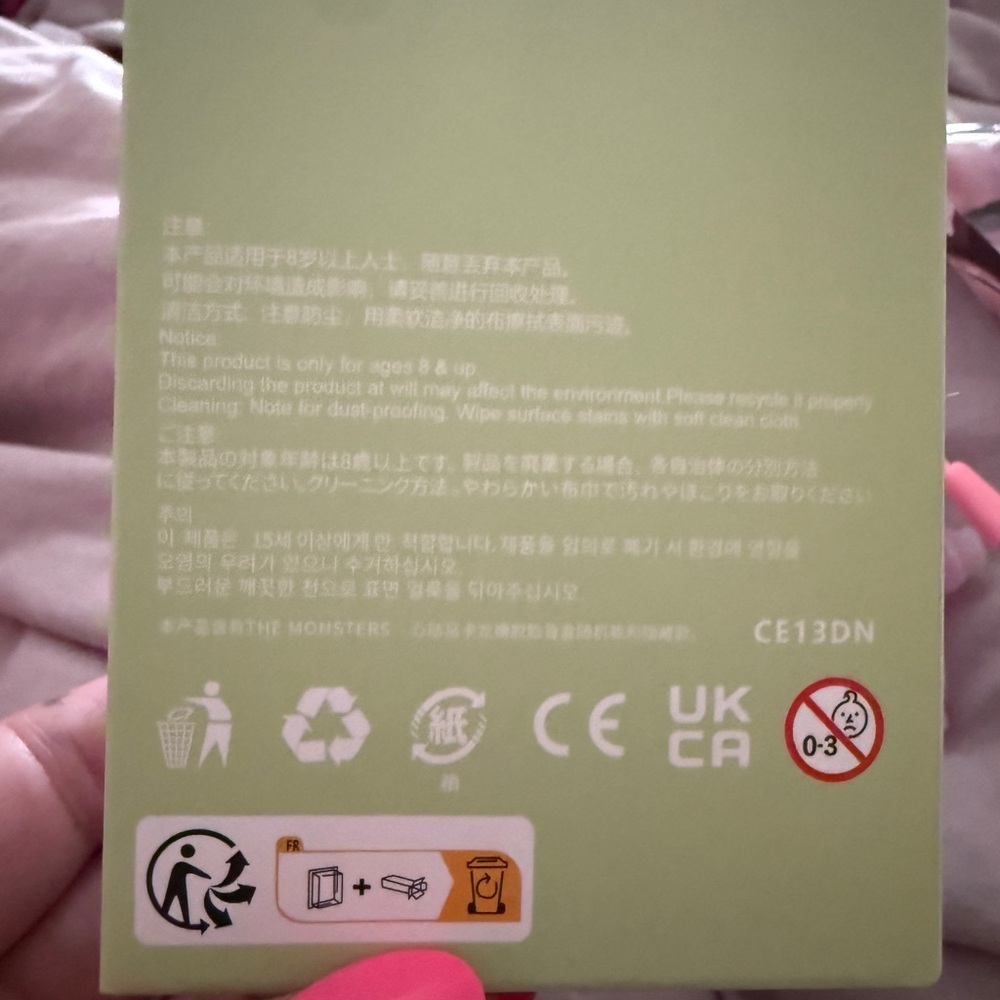 注意:
本产品适用于8岁以上人士。随意丢弃本产品,
可能会对环境造成影响，请妥善进行回收处理。
清洁方式: 注意防尘，用柔软洁净的布擦拭表面污渍。
Notice:
This product is only for ages 8 & up
Discarding the product at will may affect the environment.Please recycle it properly
Cleaning: Note for dust-proofing. Wipe surface stains with soft clean cloth
ご注意:
本製品の対象年齢は8歳以上です。製品を廃棄する場合、各自治体の分別方法
に従ってください。クリーニング方法：やわらかい布巾で汚れやほこりをお取りください
주의
이 제품은 15세 이상에게만 적합합니다. 제품을 임의로 폐기 시 환경에 영향을
오염의 우려가 있으니 수거하십시오.
부드러운 깨끗한 천으로 표면 얼룩을 닦아주십시오
THE MONSTERS
CE13DN
紙
CE
UK
CA
0-3
FR
+